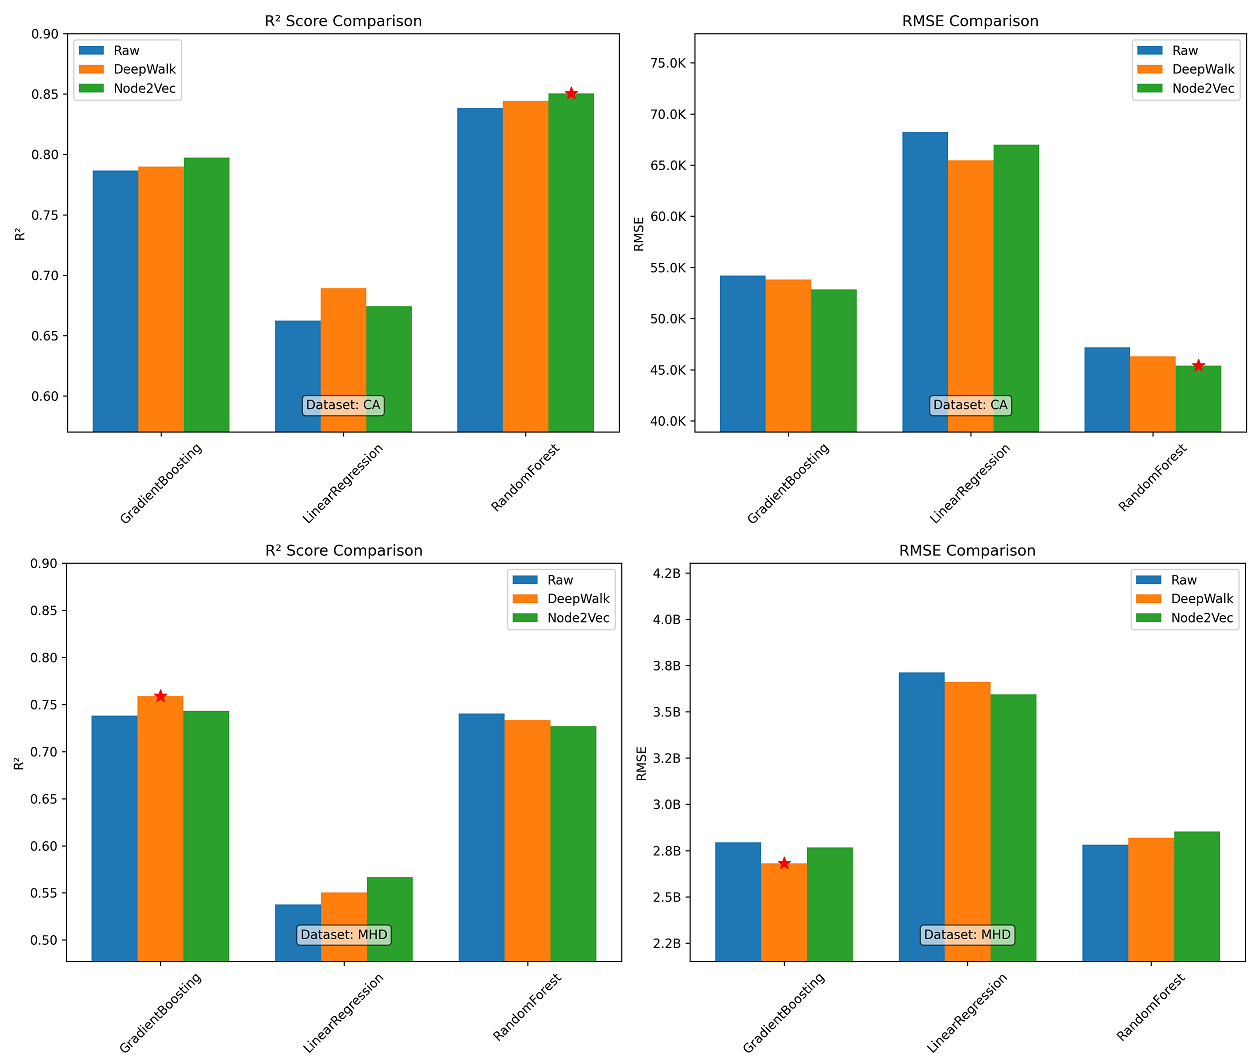 R² Score Comparison
0.90
0.85
0.80
0.75
0.70
0.65
0.60
R²
Raw
DeepWalk
Node2Vec
Dataset: CA
GradientBoosting
LinearRegression
RandomForest
RMSE Comparison
75.0K
70.0K
65.0K
60.0K
55.0K
50.0K
45.0K
40.0K
RMSE
Raw
DeepWalk
Node2Vec
Dataset: CA
GradientBoosting
LinearRegression
RandomForest
R² Score Comparison
0.90
0.85
0.80
0.75
0.70
0.65
0.60
0.55
0.50
R²
Raw
DeepWalk
Node2Vec
Dataset: MHD
GradientBoosting
LinearRegression
RandomForest
RMSE Comparison
4.2B
4.0B
3.8B
3.5B
3.2B
3.0B
2.8B
2.5B
2.2B
RMSE
Raw
DeepWalk
Node2Vec
Dataset: MHD
GradientBoosting
LinearRegression
RandomForest